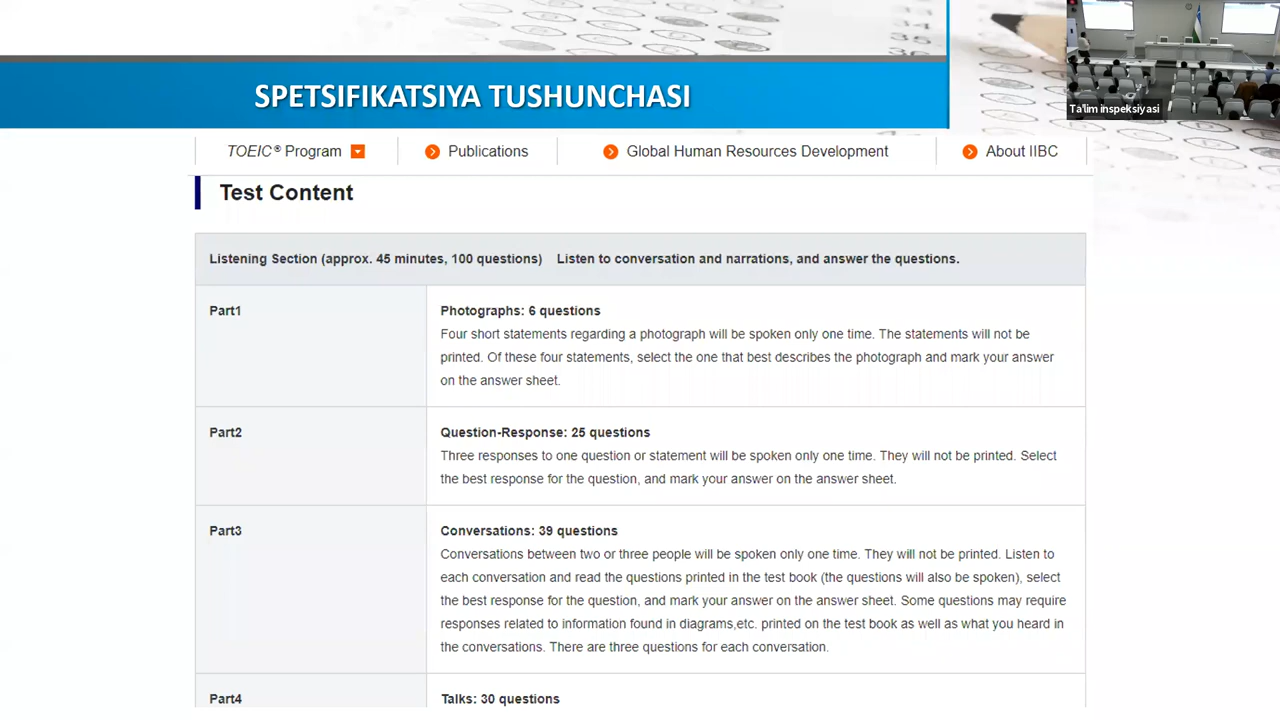 SPETSIFIKATSIYA TUSHUNCHASI
Ta'lim inspeksiyasi
TOEIC® Program
Publications
Global Human Resources Development
About IIBC
Test Content
Listening Section (approx. 45 minutes, 100 questions) Listen to conversation and narrations, and answer the questions.
Part1
Photographs: 6 questions
Four short statements regarding a photograph will be spoken only one time. The statements will not be
printed. Of these four statements, select the one that best describes the photograph and mark your answer
on the answer sheet.
Part2
Question-Response: 25 questions
Three responses to one question or statement will be spoken only one time. They will not be printed. Select
the best response for the question, and mark your answer on the answer sheet.
Part3
Conversations: 39 questions
Conversations between two or three people will be spoken only one time. They will not be printed. Listen to
each conversation and read the questions printed in the test book (the questions will also be spoken), select
the best response for the question, and mark your answer on the answer sheet. Some questions may require
responses related to information found in diagrams,etc. printed on the test book as well as what you heard in
the conversations. There are three questions for each conversation.
Part4
Talks: 30 questions